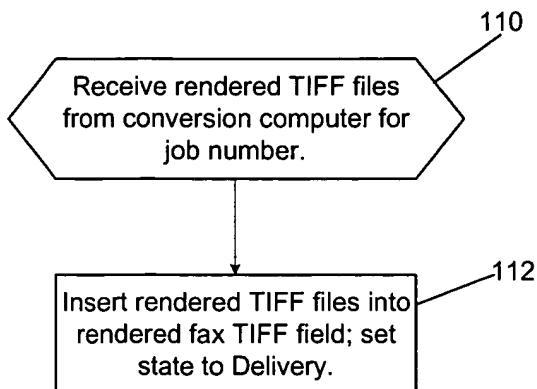 110
Receive rendered TIFF files
from conversion computer for
job number.
112
Insert rendered TIFF files into
rendered fax TIFF field; set
state to Delivery.